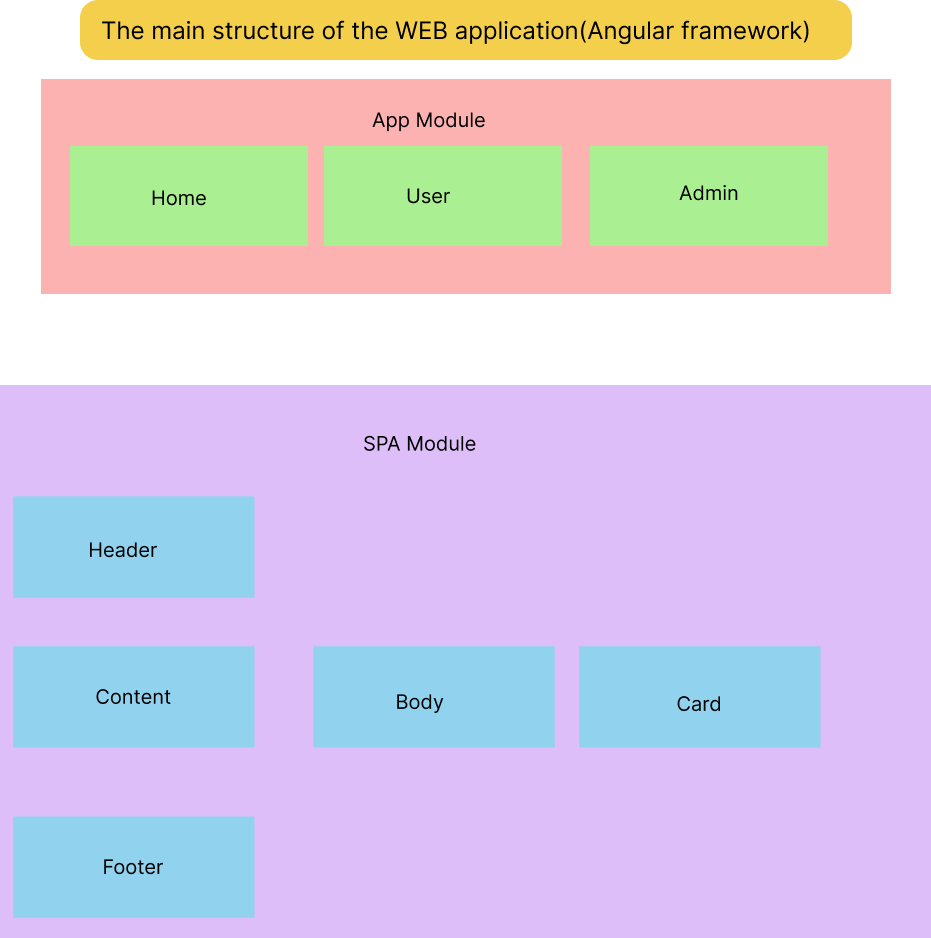 The main structure of the WEB application(Angular framework)
App Module
Home
User
Admin
SPA Module
Header
Content
Body
Card
Footer